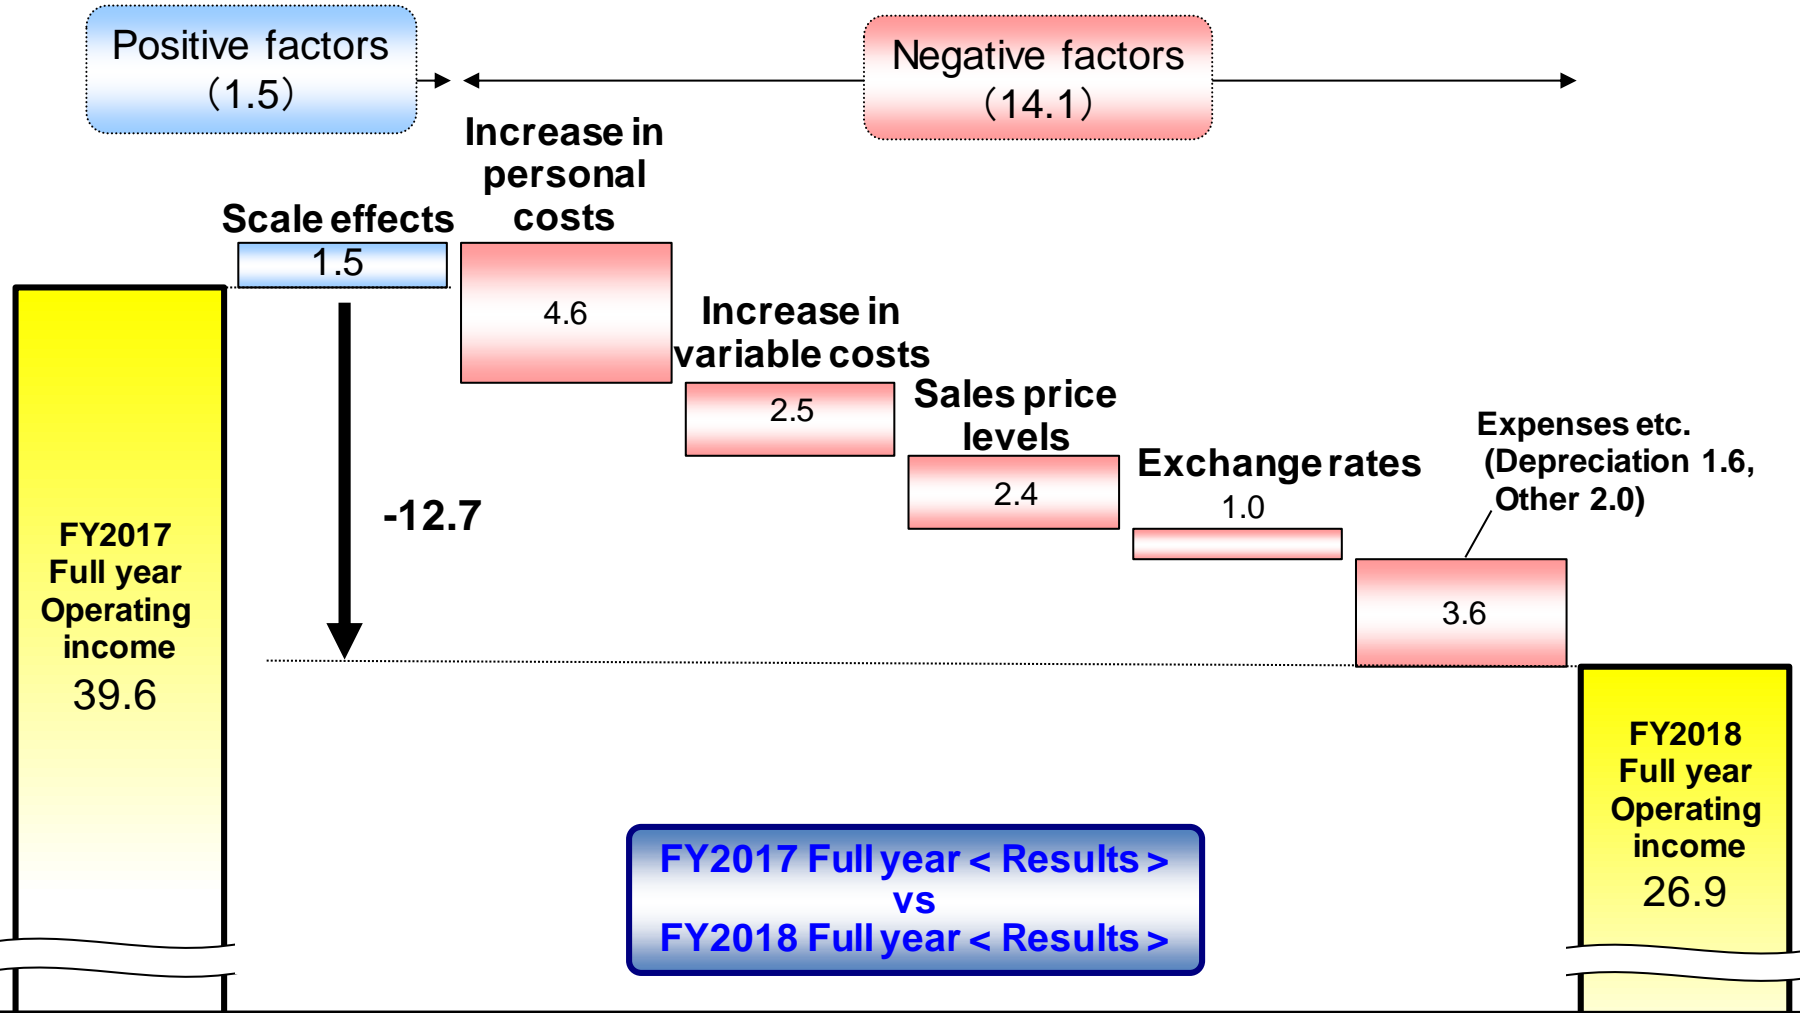 Positive factors
（1.5）
Negative factors
（14.1）
Scale effects
1.5
Increase in
personal
costs
4.6
Increase in
variable costs
2.5
Sales price
levels
2.4
Exchange rates
1.0
Expenses etc.
(Depreciation 1.6,
Other 2.0)
3.6
-12.7
FY2017
Full year
Operating
income
39.6
FY2018
Full year
Operating
income
26.9
FY2017 Full year < Results >
vs
FY2018 Full year < Results >